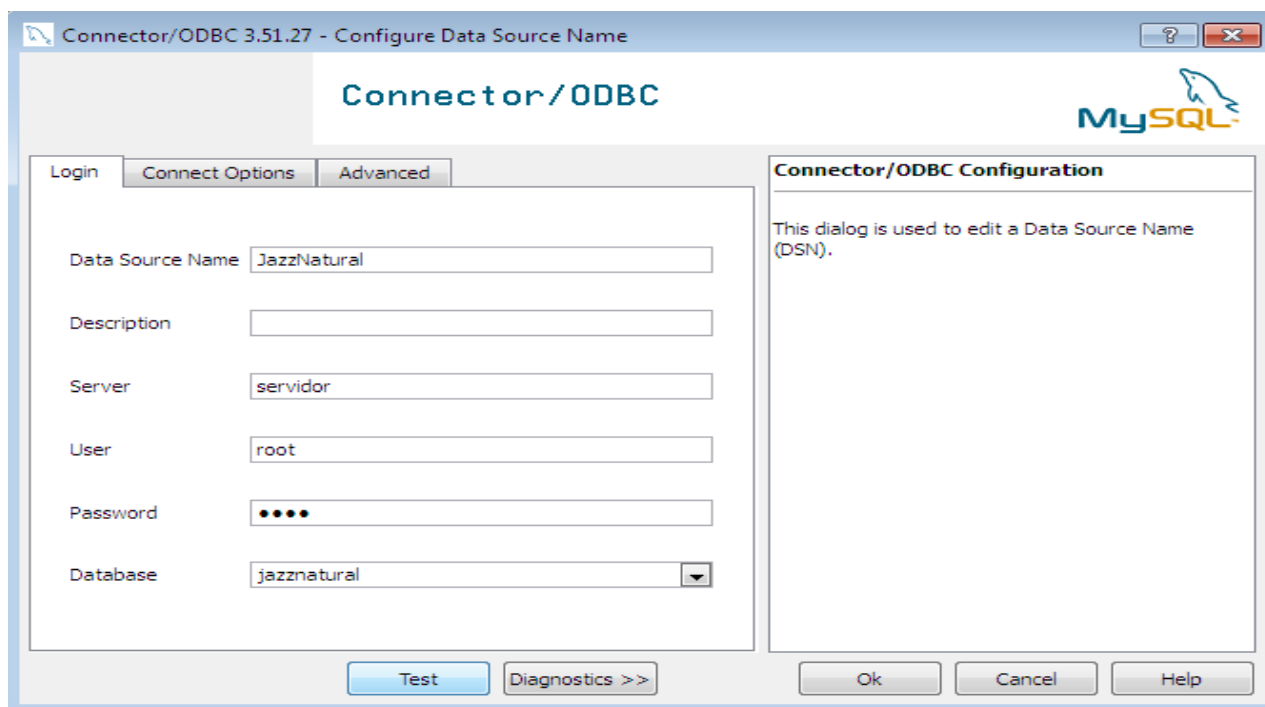 Connector/ODBC 3.51.27 - Configure Data Source Name
Connector/ODBC
MySQL
Login Connect Options Advanced
Data Source Name JazzNatural
Description
Server servidor
User root
Password ••••
Database jazznatural
Connector/ODBC Configuration
This dialog is used to edit a Data Source Name
(DSN).
Test Diagnostics >> Ok Cancel Help